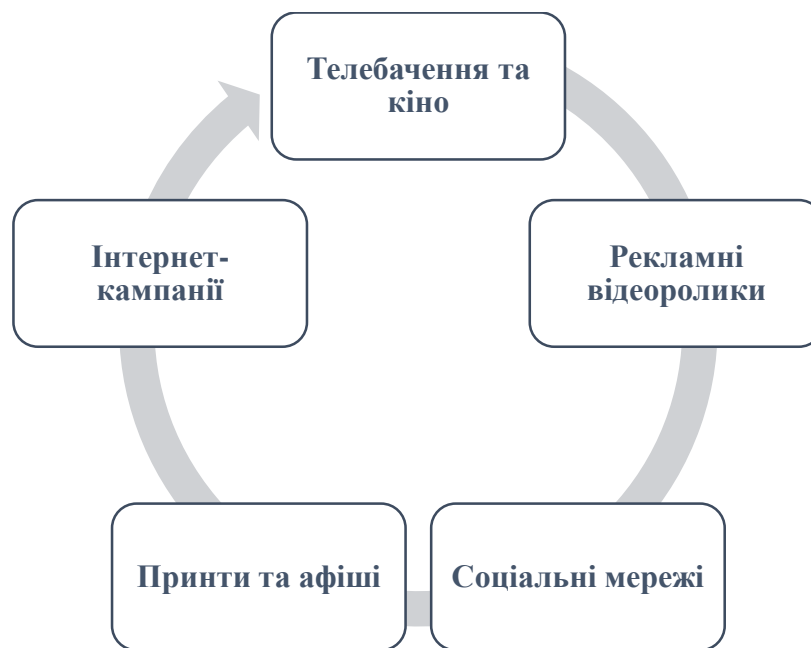 Телебачення та
кіно
Рекламні
відеоролики
Соціальні мережі
Принти та афіші
Інтернет-
кампанії